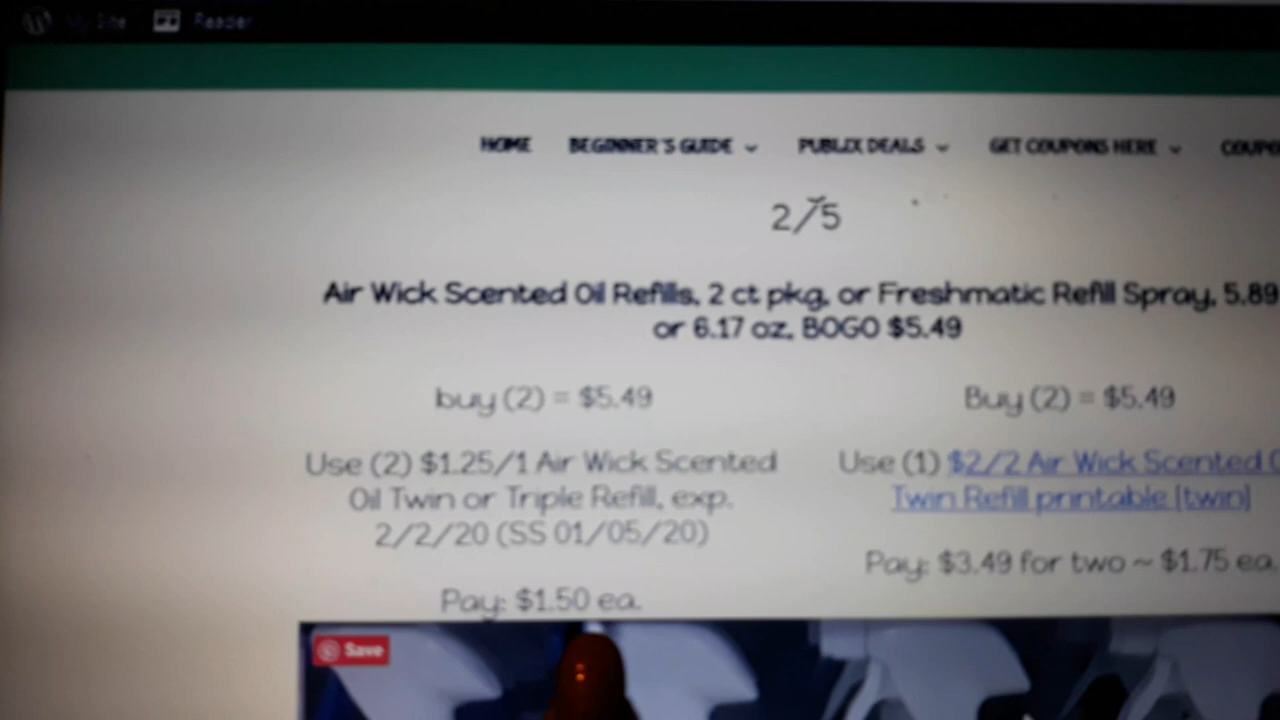 My Site Reader
HOME BEGINNER'S GUIDE PUBLIX DEALS GET COUPONS HERE COUPO
2/5
Air Wick Scented Oil Refills, 2 ct pkg, or Freshmatic Refill Spray, 5.89
or 6.17 oz, BOGO $5.49
buy (2) = $5.49
Use (2) $1.25/1 Air Wick Scented
Oil Twin or Triple Refill, exp.
2/2/20 (SS 01/05/20)
Pay: $1.50 ea.
Buy (2) = $5.49
Use (1) $2/2 Air Wick Scented O
Twin Refill printable [twin]
Pay: $3.49 for two ~ $1.75 ea.
Save